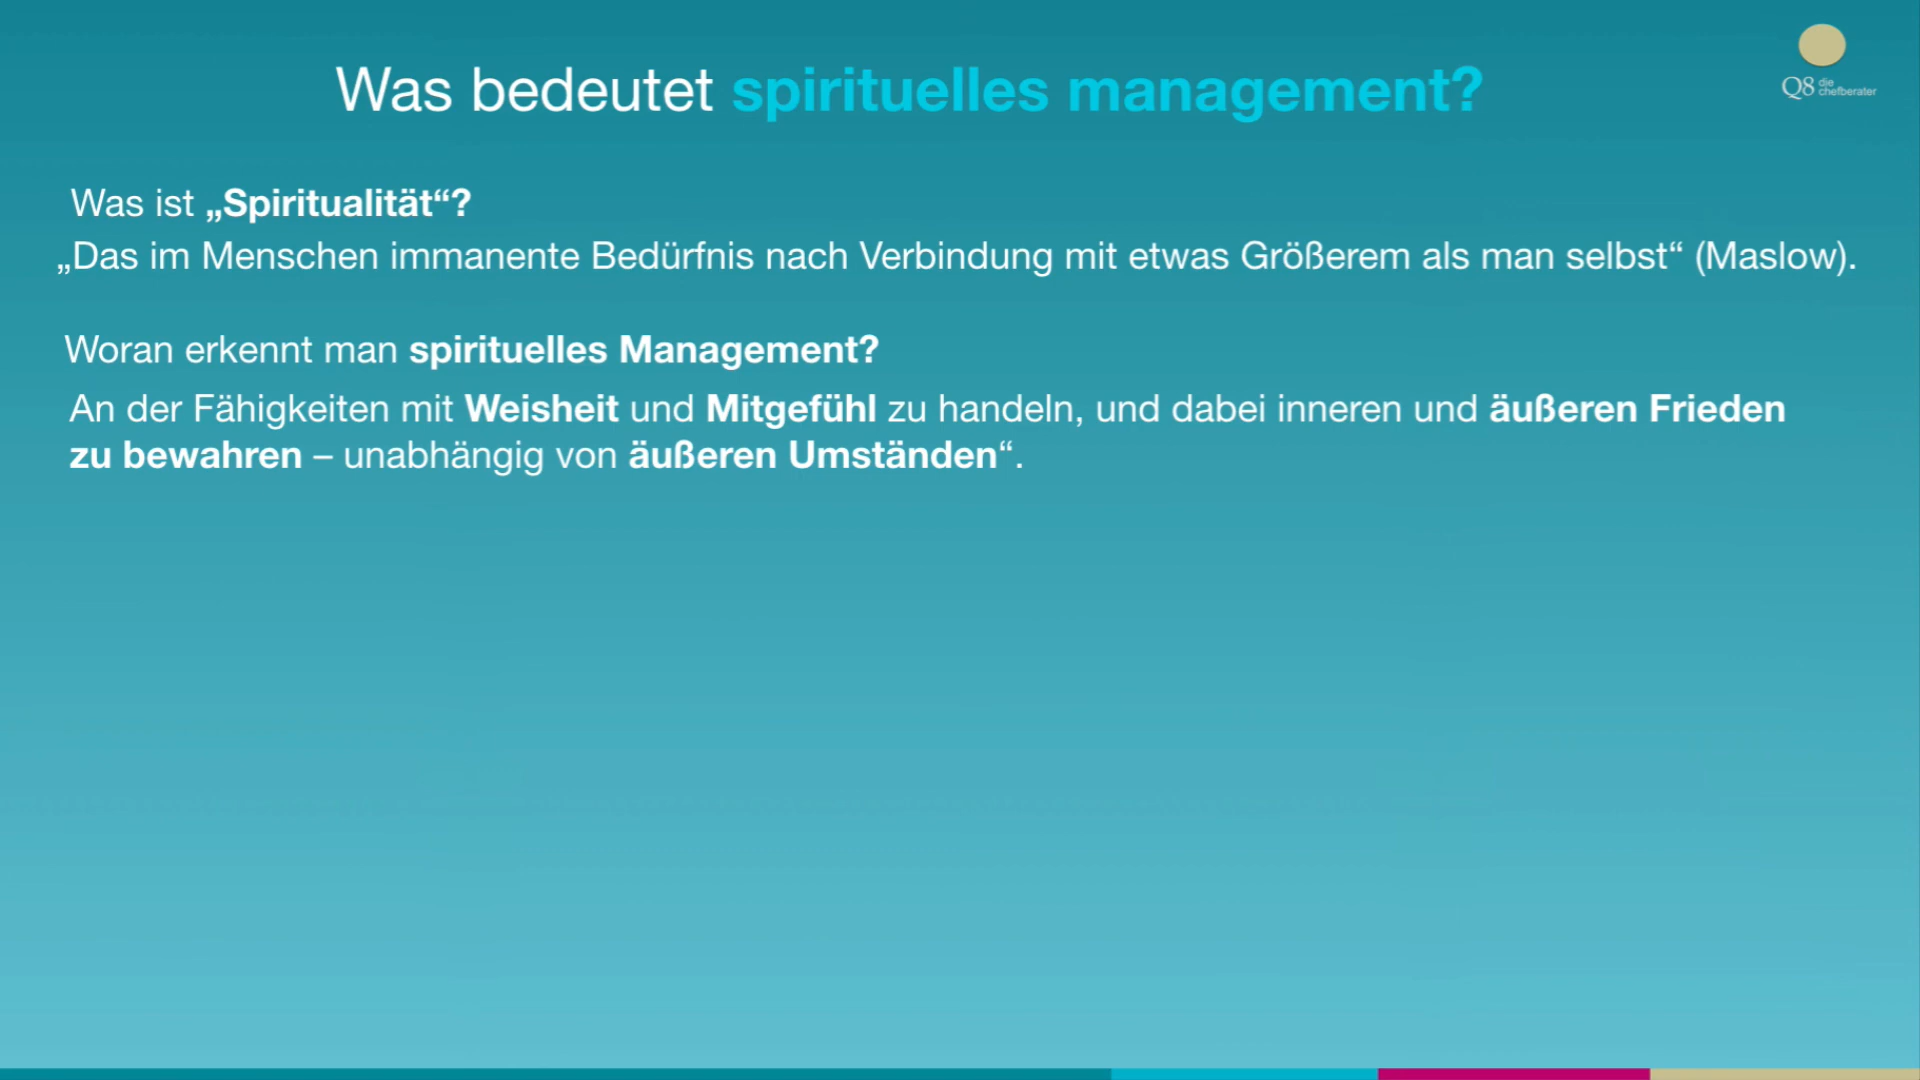 Was bedeutet spirituelles management?
Q8 die chefberater
Was ist „Spiritualität“?
„Das im Menschen immanente Bedürfnis nach Verbindung mit etwas Größerem als man selbst“ (Maslow).
Woran erkennt man spirituelles Management?
An der Fähigkeiten mit Weisheit und Mitgefühl zu handeln, und dabei inneren und äußeren Frieden
zu bewahren – unabhängig von äußeren Umständen“.